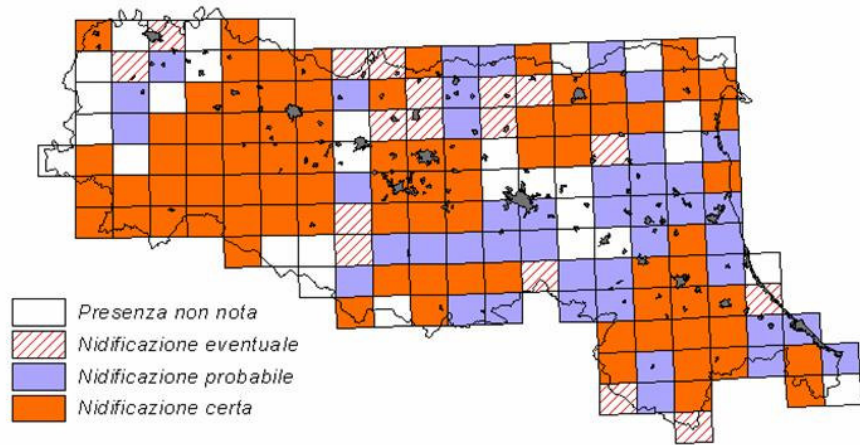 Presenza non nota
Nidificazione eventuale
Nidificazione probabile
Nidificazione certa